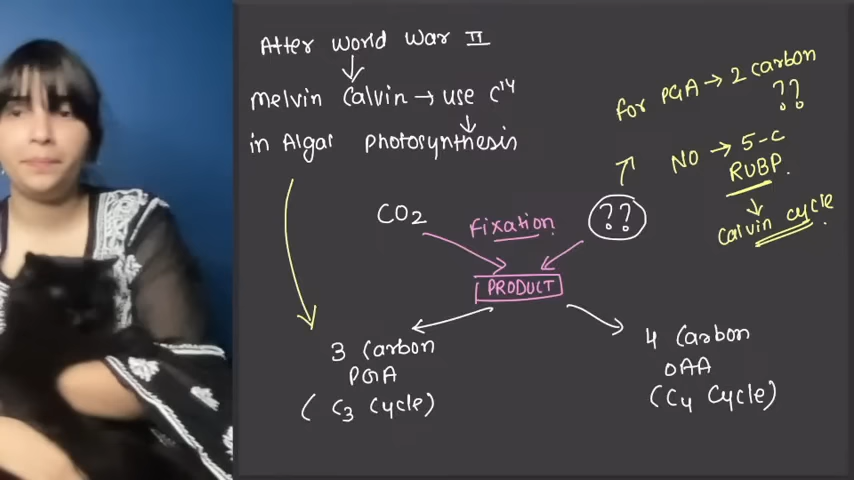 After world War II
Melvin Calvin → use C14
in Algal photosynthesis
for PGA → 2 carbon
??
NO → 5-C
RUBP.
Calvin cycle
CO2
Fixation
??
PRODUCT
3 Carbon
PGA
( C3 Cycle)
4 Carbon
OAA
(C4 Cycle)